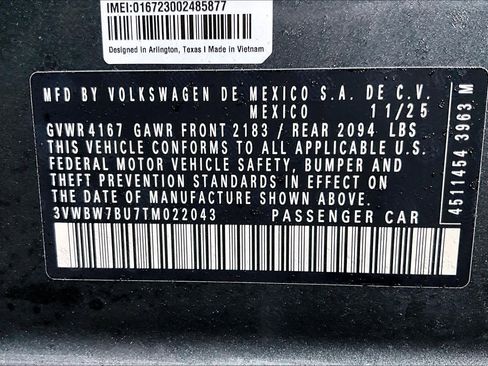 IMEI:016723002485877
Designed in Arlington, Texas I Made in Vietnam
MFD BY VOLKSWAGEN DE MEXICO S.A. DE C.V.
MEXICO 11/25
GVWR 4167 GAWR FRONT 2183 / REAR 2094 LBS
THIS VEHICLE CONFORMS TO ALL APPLICABLE U.S.
FEDERAL MOTOR VEHICLE SAFETY, BUMPER AND
THEFT PREVENTION STANDARDS IN EFFECT ON
THE DATE OF MANUFACTURE SHOWN ABOVE.
3VWBW7BU7TM022043 PASSENGER CAR
4511454 3963 M